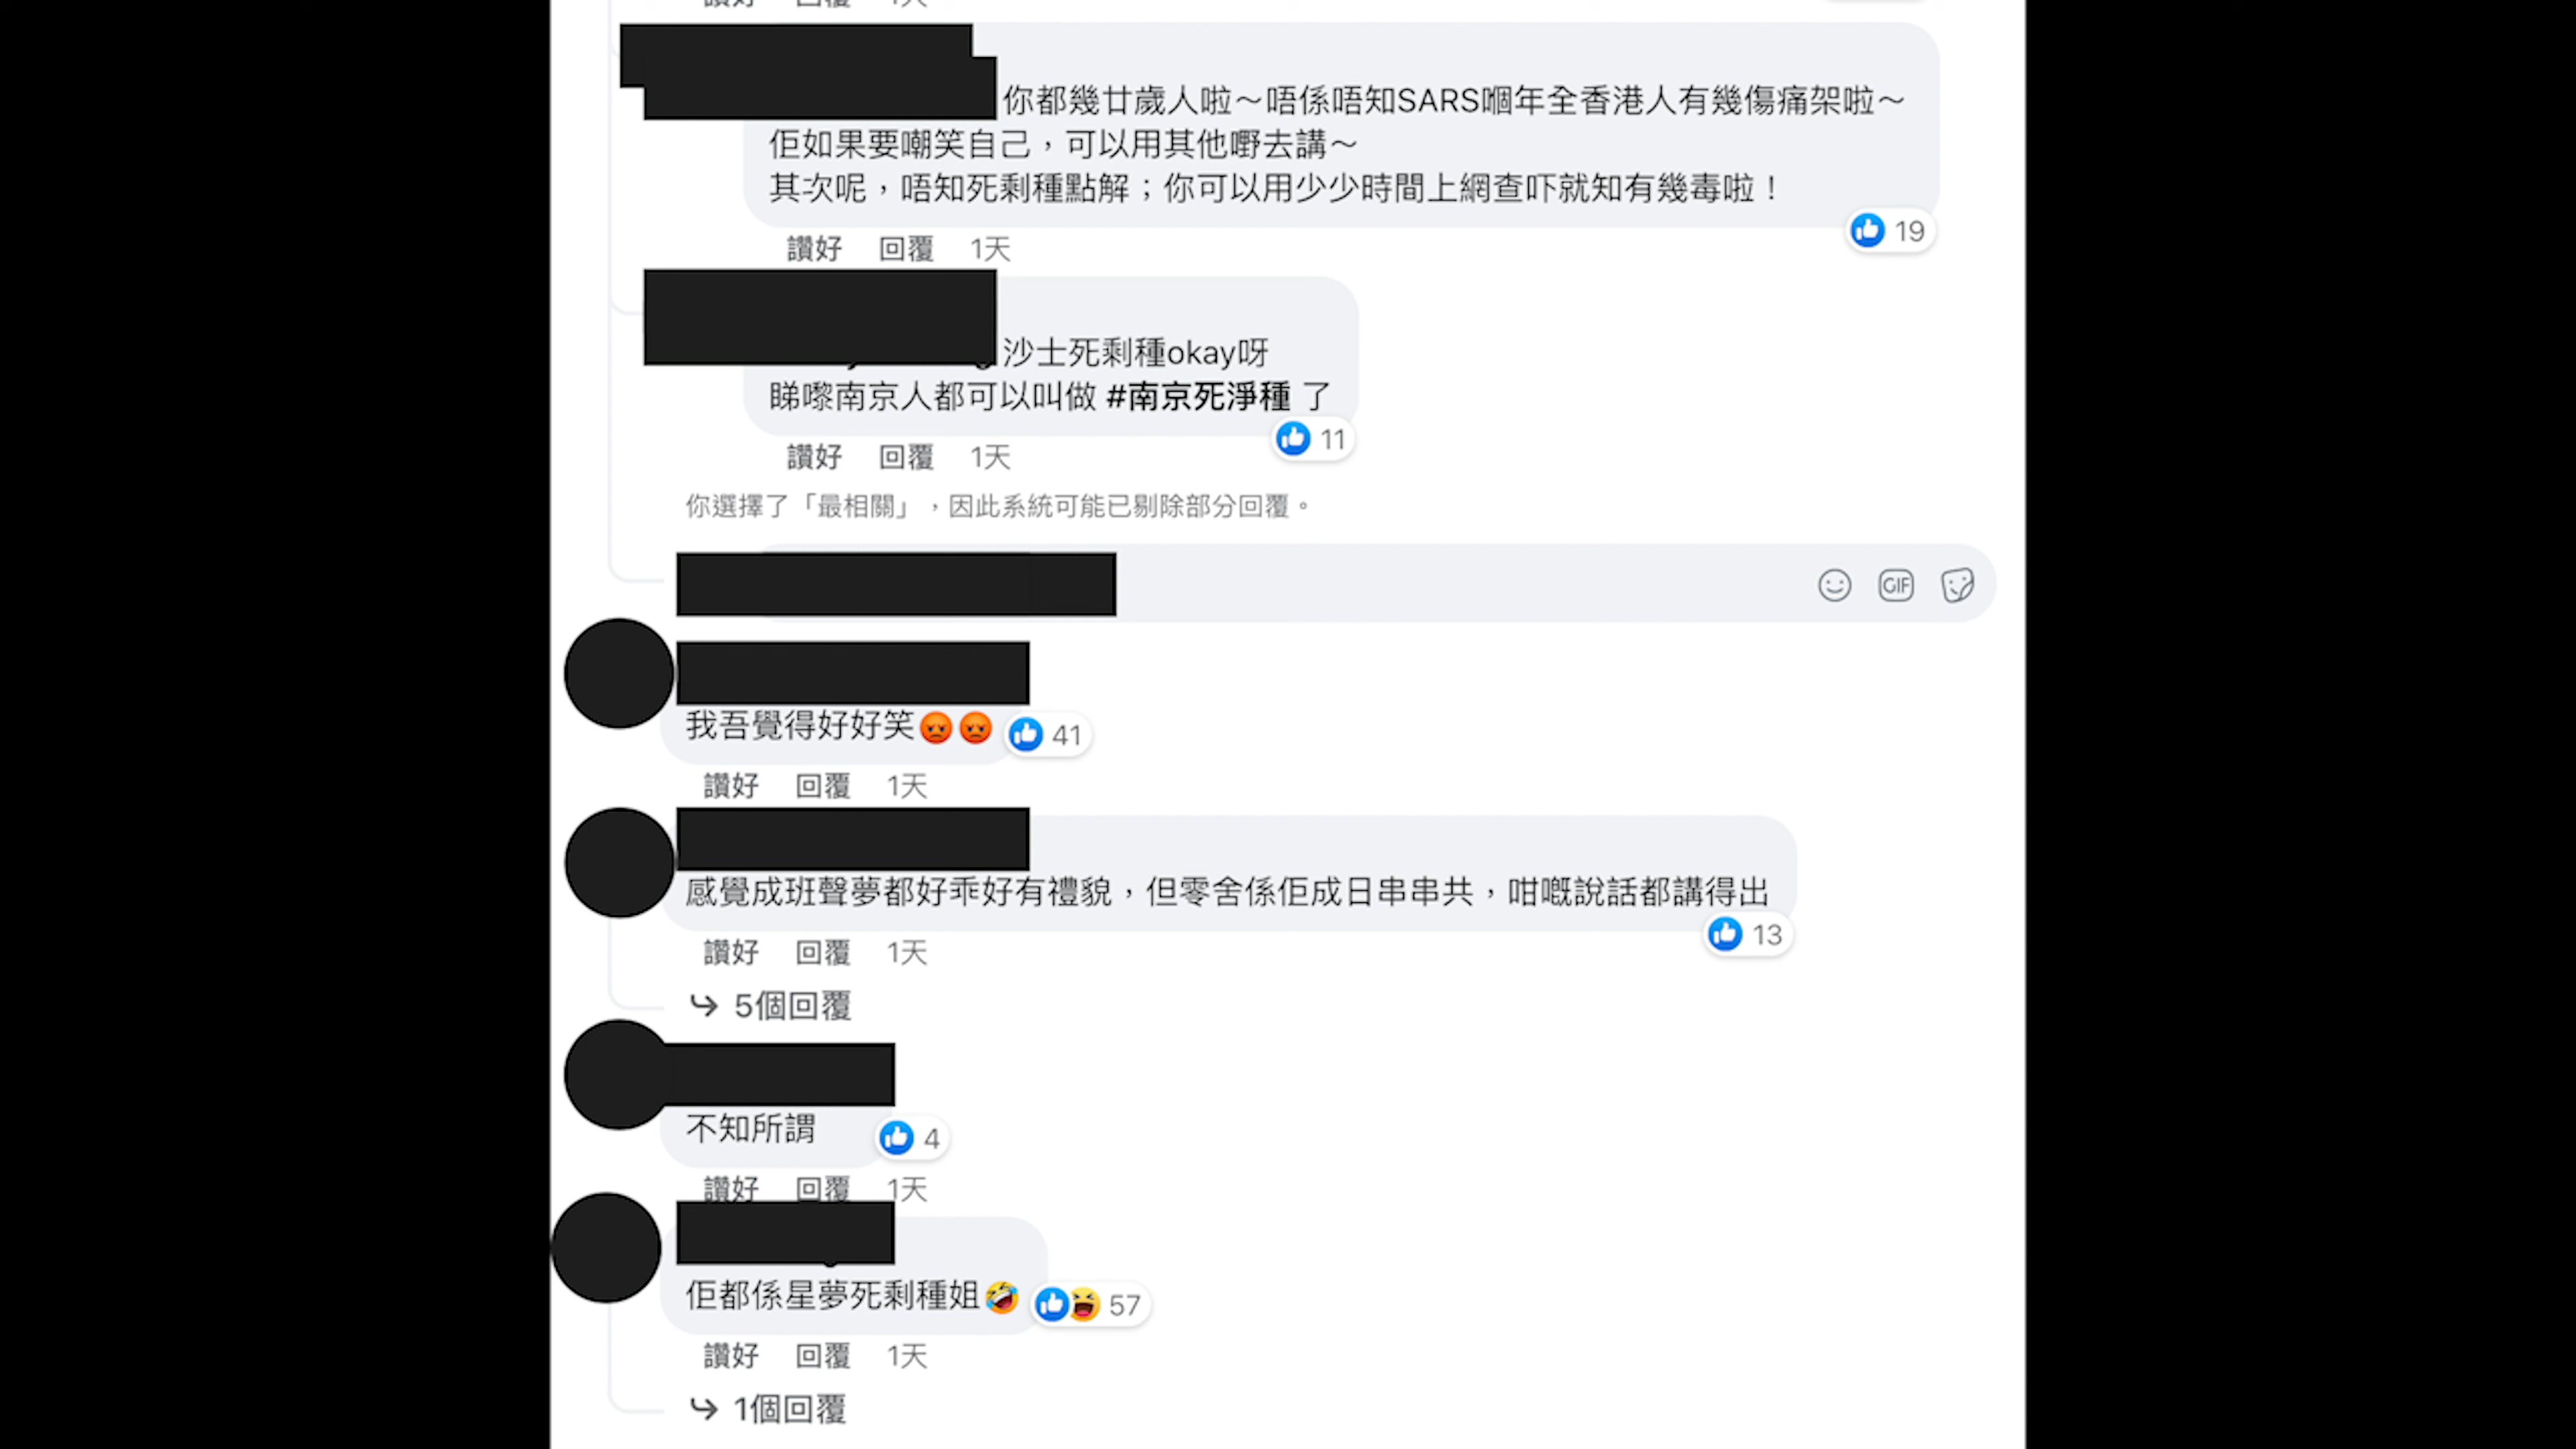 你都幾廿歲人啦～唔係唔知SARS嗰年全香港人有幾傷痛架啦～
佢如果要嘲笑自己，可以用其他嘢去講～
其次呢，唔知死剩種點解；你可以用少少時間上網查吓就知有幾毒啦！
19
讚好 回覆 1天
沙士死剩種okay呀
睇嚟南京人都可以叫做 #南京死淨種 了
11
讚好 回覆 1天
你選擇了「最相關」，因此系統可能已剔除部分回覆。
GIF
我吾覺得好好笑😡😡 41
讚好 回覆 1天
感覺成班聲夢都好乖好有禮貌，但零舍係佢成日串串共，咁嘅說話都講得出
13
讚好 回覆 1天
5個回覆
不知所謂 4
讚好 回覆 1天
佢都係星夢死剩種姐🤣 57
讚好 回覆 1天
1個回覆